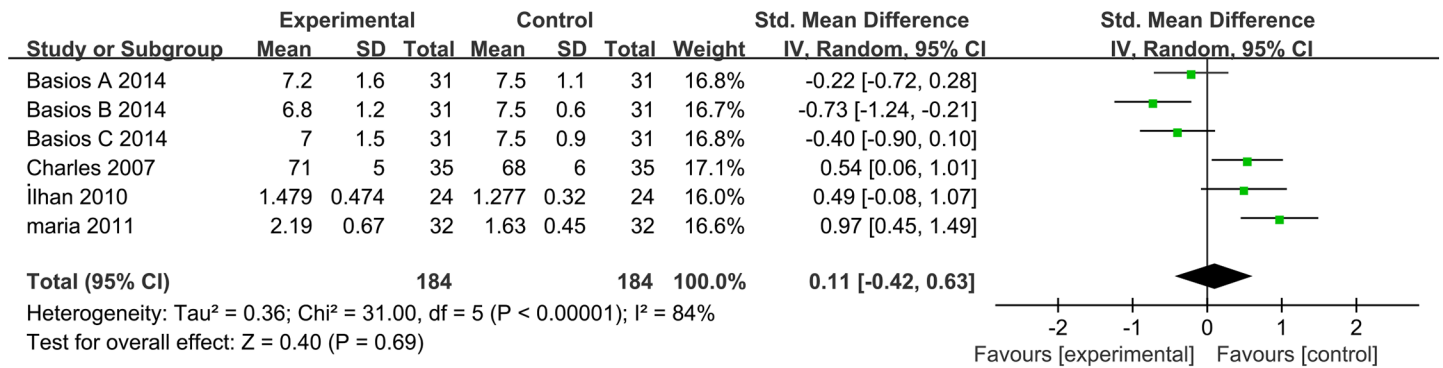 Experimental Control Std. Mean Difference Std. Mean Difference
Study or Subgroup Mean SD Total Mean SD Total Weight IV, Random, 95% CI IV, Random, 95% CI
Basios A 2014 7.2 1.6 31 7.5 1.1 31 16.8% -0.22 [-0.72, 0.28]
Basios B 2014 6.8 1.2 31 7.5 0.6 31 16.7% -0.73 [-1.24, -0.21]
Basios C 2014 7 1.5 31 7.5 0.9 31 16.8% -0.40 [-0.90, 0.10]
Charles 2007 71 5 35 68 6 35 17.1% 0.54 [0.06, 1.01]
İlhan 2010 1.479 0.474 24 1.277 0.32 24 16.0% 0.49 [-0.08, 1.07]
maria 2011 2.19 0.67 32 1.63 0.45 32 16.6% 0.97 [0.45, 1.49]
Total (95% CI) 184 184 100.0% 0.11 [-0.42, 0.63]
Heterogeneity: Tau² = 0.36; Chi² = 31.00, df = 5 (P < 0.00001); I² = 84%
Test for overall effect: Z = 0.40 (P = 0.69)
-2 -1 0 1 2
Favours [experimental] Favours [control]